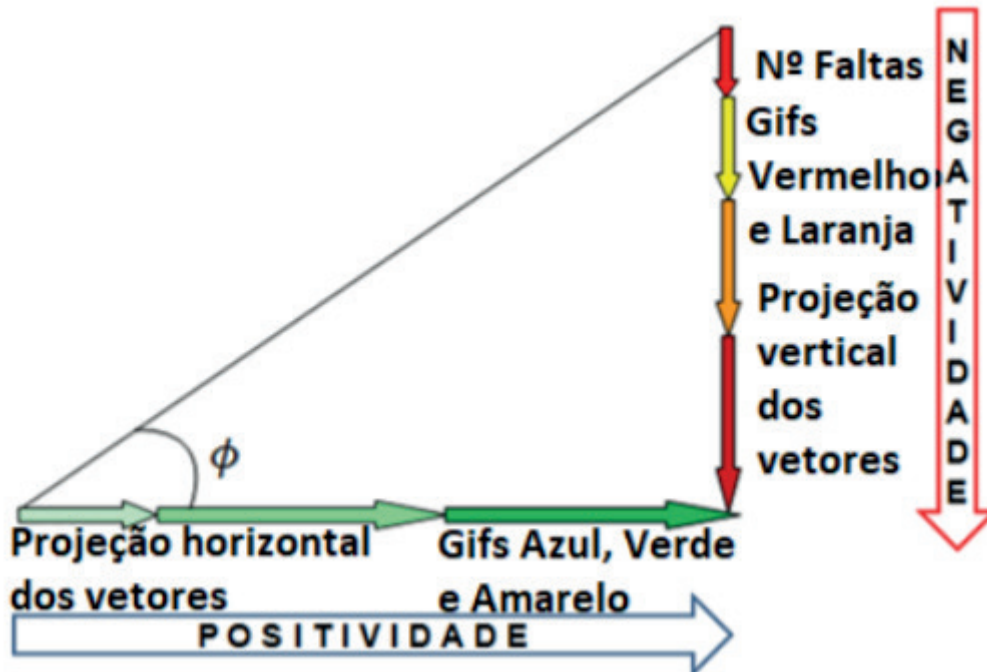 Nº Faltas
Gifs
Vermelho
e Laranja
Projeção
vertical
dos
vetores
NEGATIVIDADE
ϕ
Projeção horizontal
dos vetores
Gifs Azul, Verde
e Amarelo
POSITIVIDADE